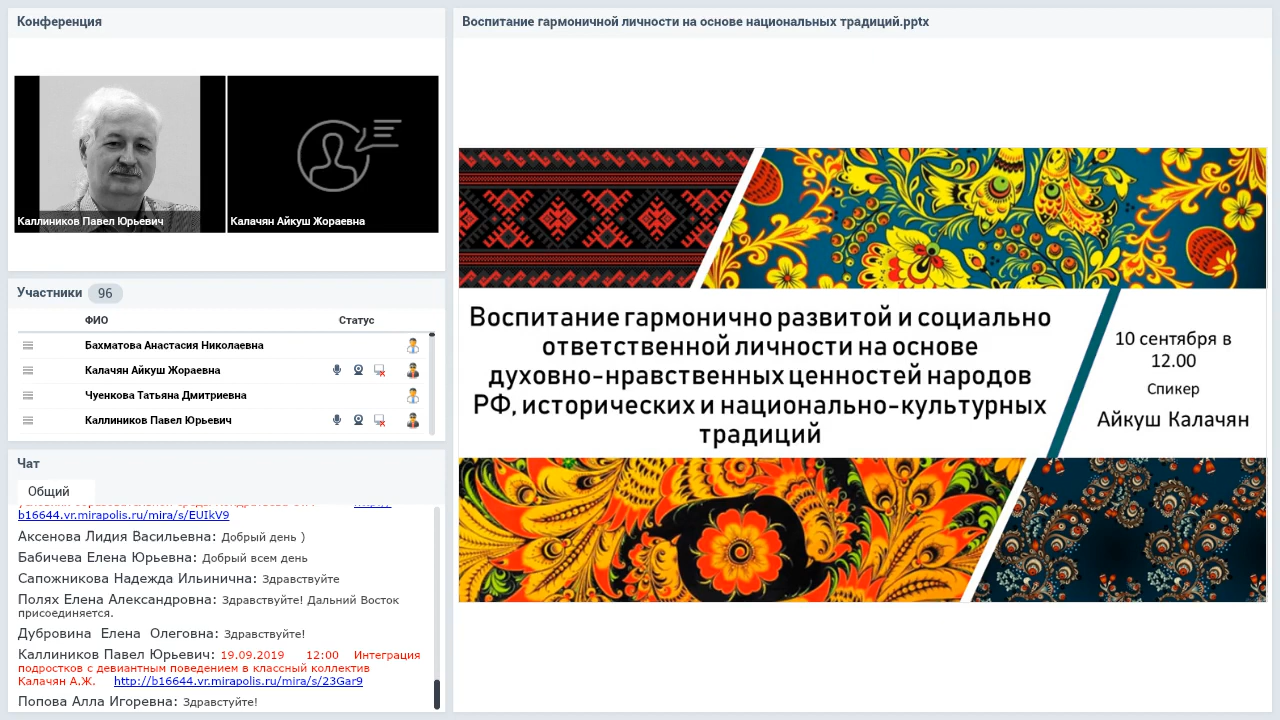 Конференция
Каллиников Павел Юрьевич
Калачян Айкуш Жораевна
Участники 96
ФИО Статус
Бахматова Анастасия Николаевна
Калачян Айкуш Жораевна
Чуенкова Татьяна Дмитриевна
Каллиников Павел Юрьевич
Чат
Общий
b16644.vr.mirapolis.ru/mira/s/EUIkV9
Аксенова Лидия Васильевна: Добрый день )
Бабичева Елена Юрьевна: Добрый всем день
Сапожникова Надежда Ильинична: Здравствуйте
Полях Елена Александровна: Здравствуйте! Дальний Восток
присоединяется.
Дубровина Елена Олеговна: Здравствуйте!
Каллиников Павел Юрьевич: 19.09.2019 12:00 Интеграция
подростков с девиантным поведением в классный коллектив
Калачян А.Ж. http://b16644.vr.mirapolis.ru/mira/s/23Gar9
Попова Алла Игоревна: Здравстуйте!
Воспитание гармоничной личности на основе национальных традиций.pptx
Воспитание гармонично развитой и социально
ответственной личности на основе
духовно-нравственных ценностей народов
РФ, исторических и национально-культурных
традиций
10 сентября в
12.00
Спикер
Айкуш Калачян